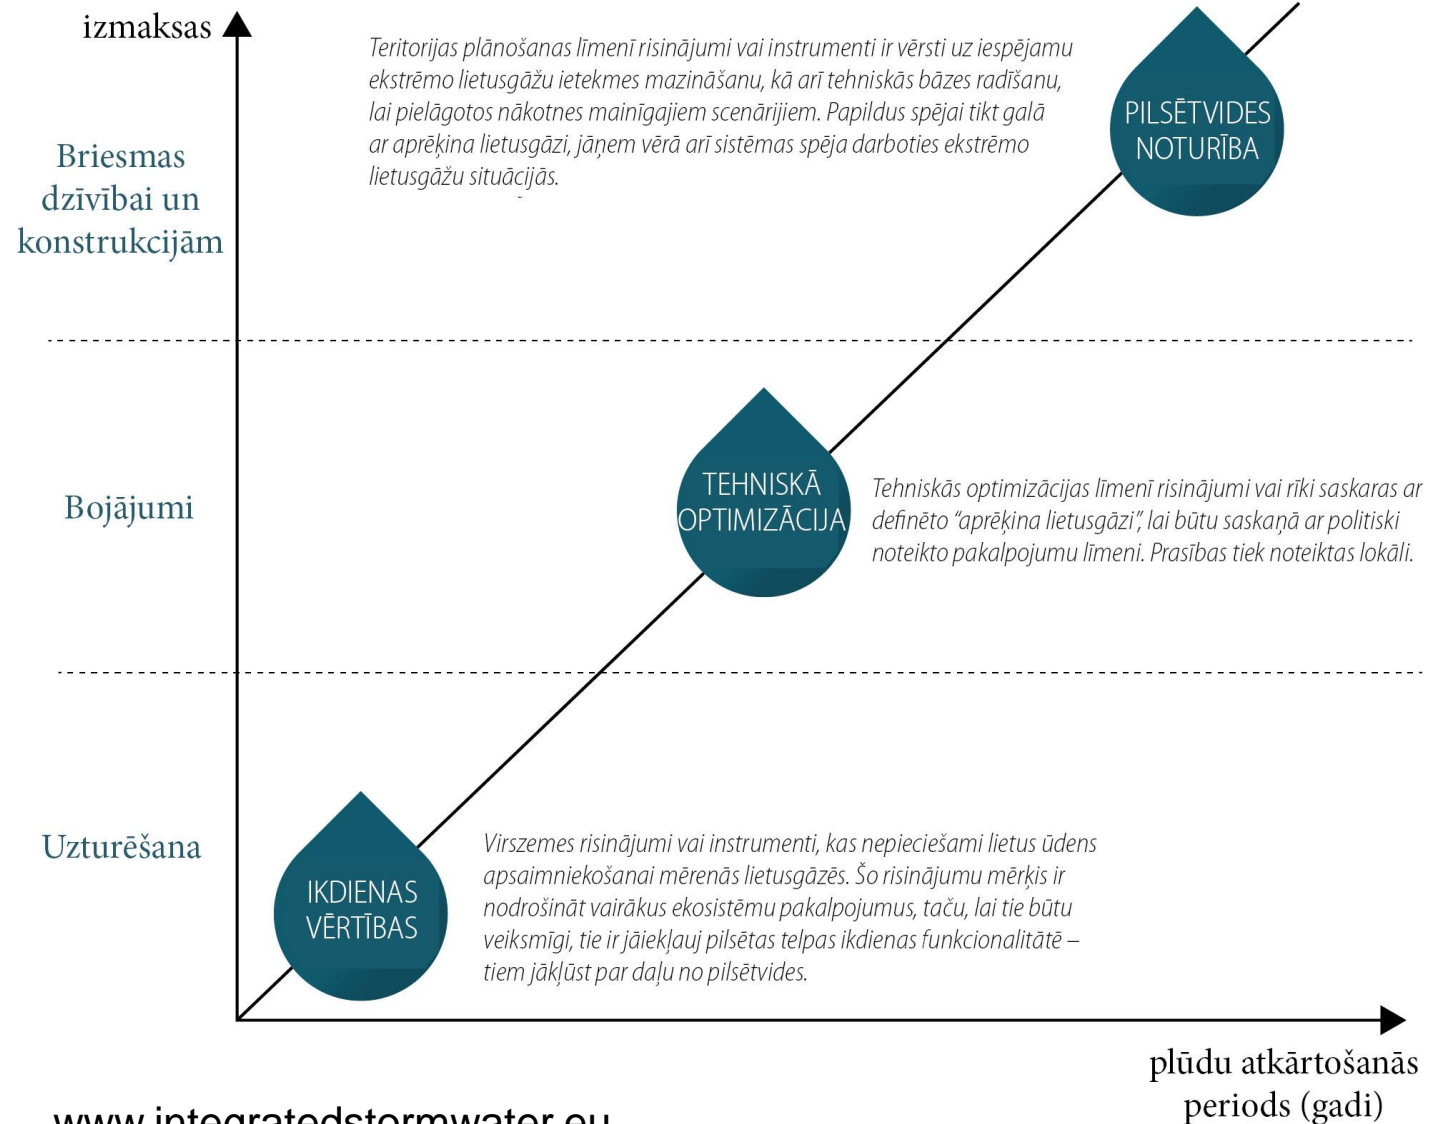 izmaksas
Teritorijas plānošanas līmenī risinājumi vai instrumenti ir vērsti uz iespējamu
ekstrēmo lietusgāžu ietekmes mazināšanu, kā arī tehniskās bāzes radīšanu,
lai pielāgotos nākotnes mainīgajiem scenārijiem. Papildus spējai tikt galā
ar aprēķina lietusgāzi, jāņem vērā arī sistēmas spēja darboties ekstrēmo
lietusgāžu situācijās.
PILSĒTVIDES
NOTURĪBA
Briesmas
dzīvībai un
konstrukcijām
Bojājumi
TEHNISKĀ
OPTIMIZĀCIJA
Tehniskās optimizācijas līmenī risinājumi vai rīki saskaras ar
definēto “aprēķina lietusgāzi”, lai būtu saskaņā ar politiski
noteikto pakalpojumu līmeni. Prasības tiek noteiktas lokāli.
Uzturēšana
IKDIENAS
VĒRTĪBAS
Virszemes risinājumi vai instrumenti, kas nepieciešami lietus ūdens
apsaimniekošanai mērenās lietusgāzēs. Šo risinājumu mērķis ir
nodrošināt vairākus ekosistēmu pakalpojumus, taču, lai tie būtu
veiksmīgi, tie ir jāiekļauj pilsētas telpas ikdienas funkcionalitātē –
tiem jākļūst par daļu no pilsētvides.
plūdu atkārtošanās
periods (gadi)
www.integratedstormwater.eu